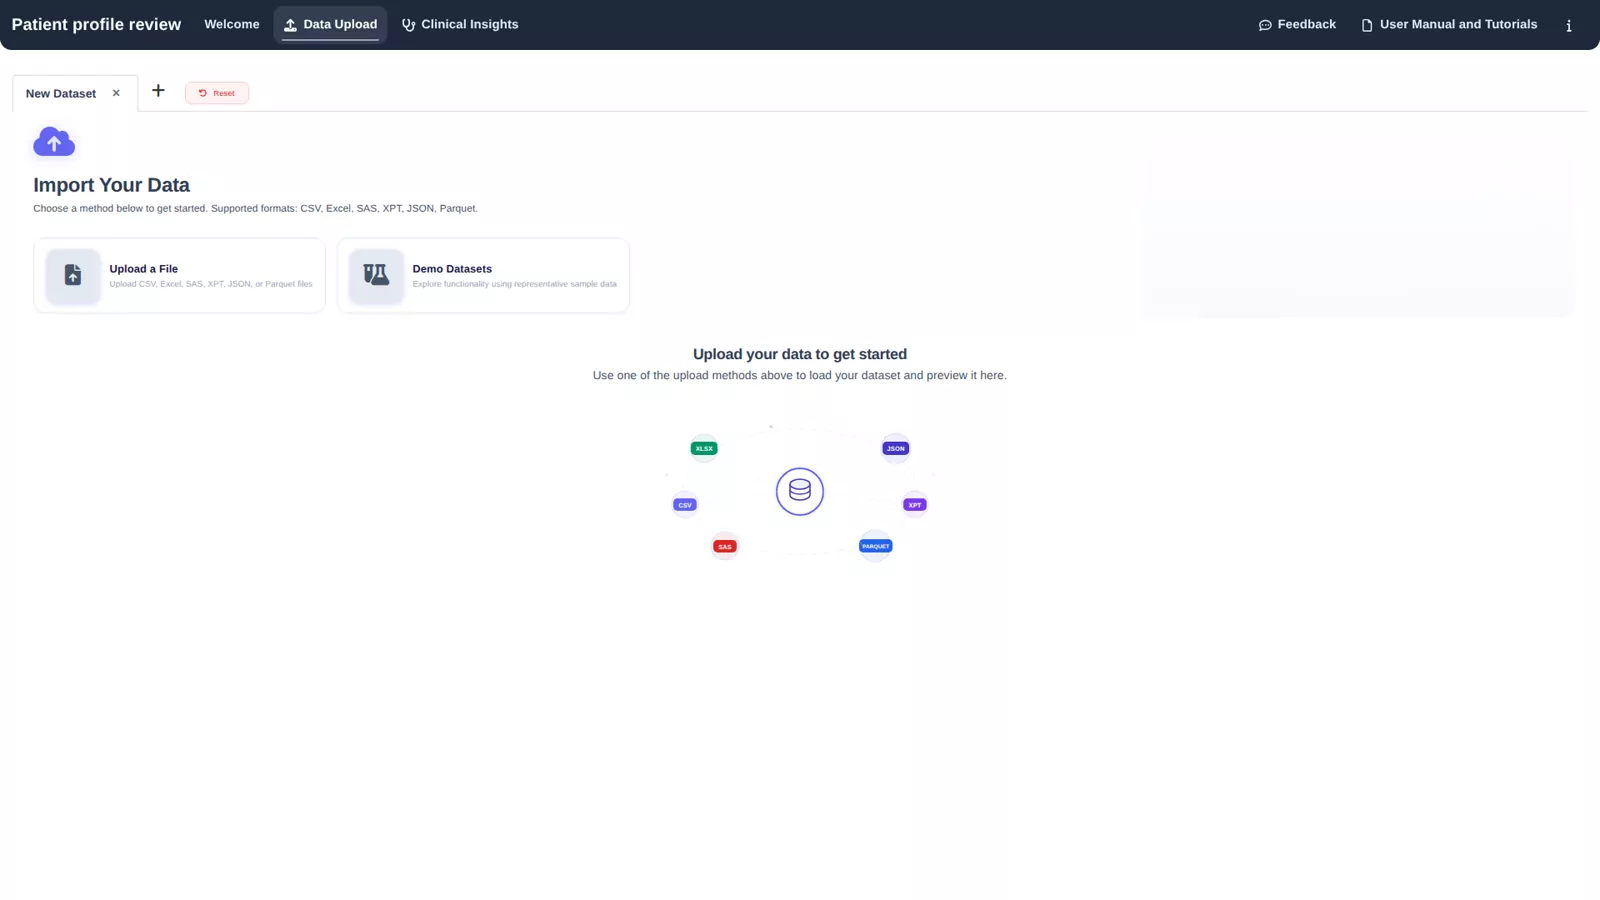 Patient profile review
Welcome
Data Upload
Clinical Insights
Feedback
User Manual and Tutorials
New Dataset
Reset
Import Your Data
Choose a method below to get started. Supported formats: CSV, Excel, SAS, XPT, JSON, Parquet.
Upload a File
Upload CSV, Excel, SAS, XPT, JSON, or Parquet files
Demo Datasets
Explore functionality using representative sample data
Upload your data to get started
Use one of the upload methods above to load your dataset and preview it here.
XLSX
JSON
CSV
XPT
SAS
PARQUET